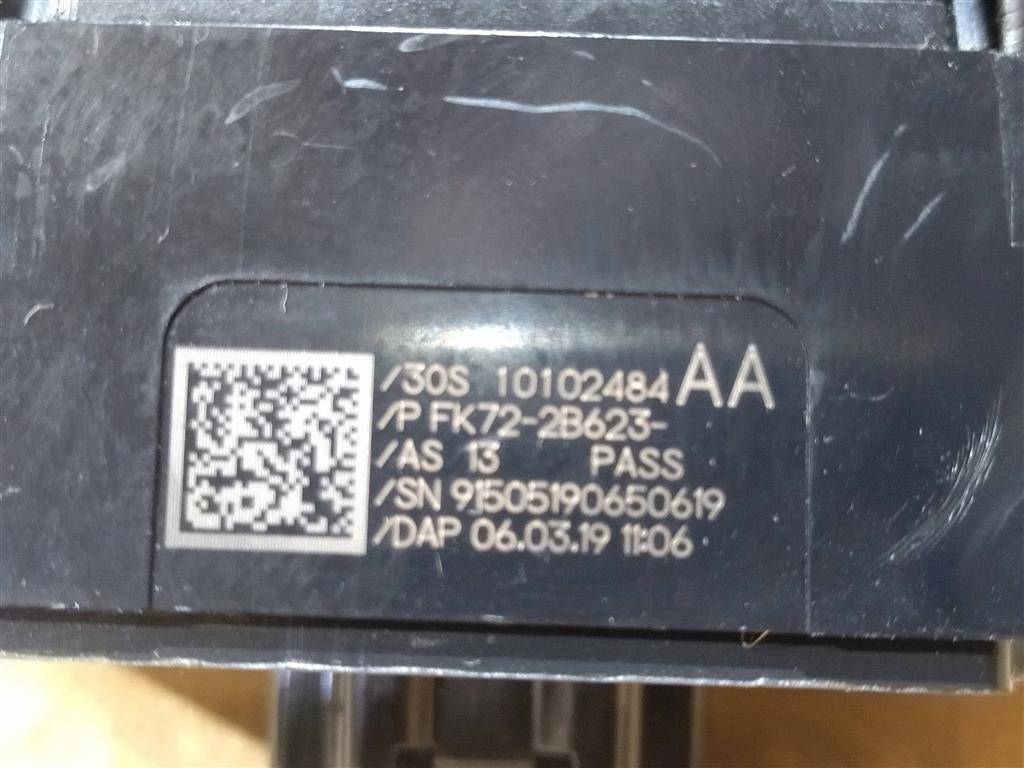 /30S 10102484 AA
/P FK72-2B623-
/AS 13 PASS
/SN 91505190650619
/DAP 06.03.19 11:06